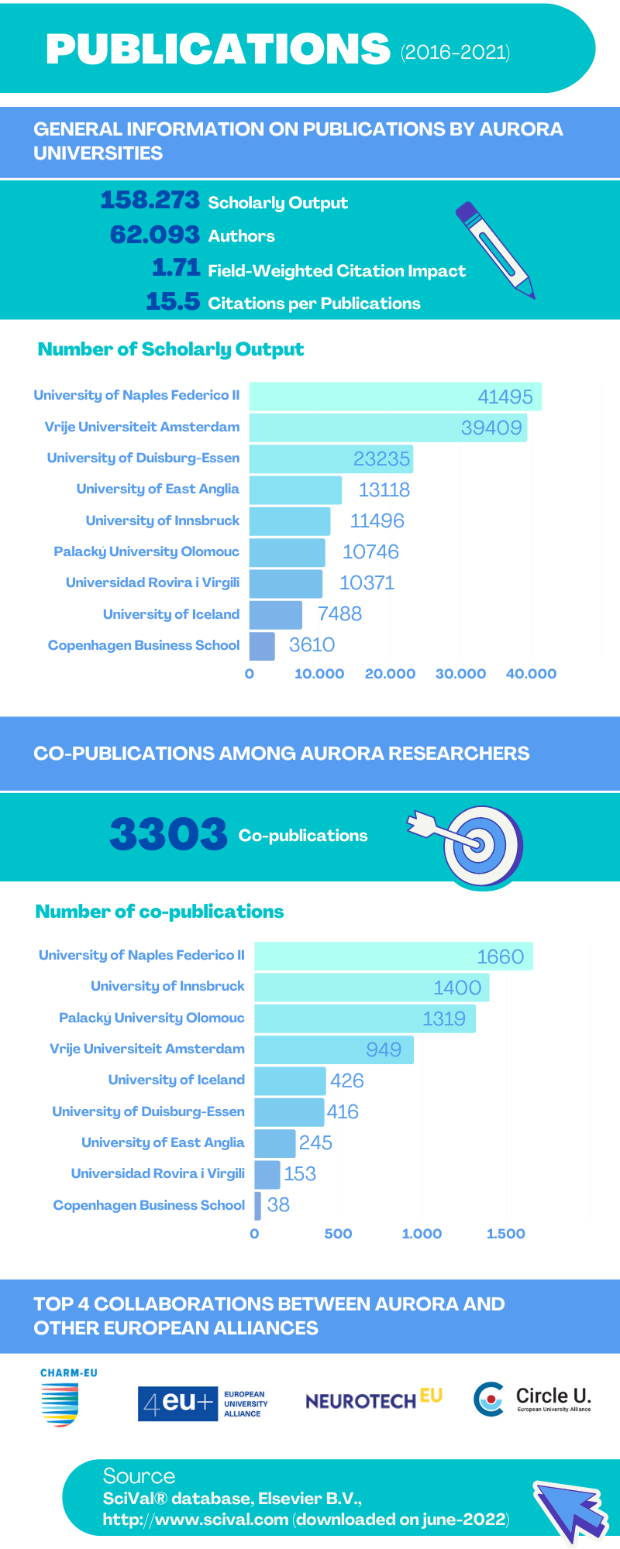 PUBLICATIONS (2016-2021)
GENERAL INFORMATION ON PUBLICATIONS BY AURORA
UNIVERSITIES
158.273 Scholarly Output
62.093 Authors
1.71 Field-Weighted Citation Impact
15.5 Citations per Publications
Number of Scholarly Output
University of Naples Federico II 41495
Vrije Universiteit Amsterdam 39409
University of Duisburg-Essen 23235
University of East Anglia 13118
University of Innsbruck 11496
Palacký University Olomouc 10746
Universidad Rovira i Virgili 10371
University of Iceland 7488
Copenhagen Business School 3610
0 10.000 20.000 30.000 40.000
CO-PUBLICATIONS AMONG AURORA RESEARCHERS
3303 Co-publications
Number of co-publications
University of Naples Federico II 1660
University of Innsbruck 1400
Palacký University Olomouc 1319
Vrije Universiteit Amsterdam 949
University of Iceland 426
University of Duisburg-Essen 416
University of East Anglia 245
Universidad Rovira i Virgili 153
Copenhagen Business School 38
0 500 1.000 1.500
TOP 4 COLLABORATIONS BETWEEN AURORA AND
OTHER EUROPEAN ALLIANCES
CHARM-EU
4eu+ EUROPEAN
UNIVERSITY
ALLIANCE
NEUROTECH EU
Circle U.
European University Alliance
Source
SciVal® database, Elsevier B.V.,
http://www.scival.com (downloaded on june-2022)